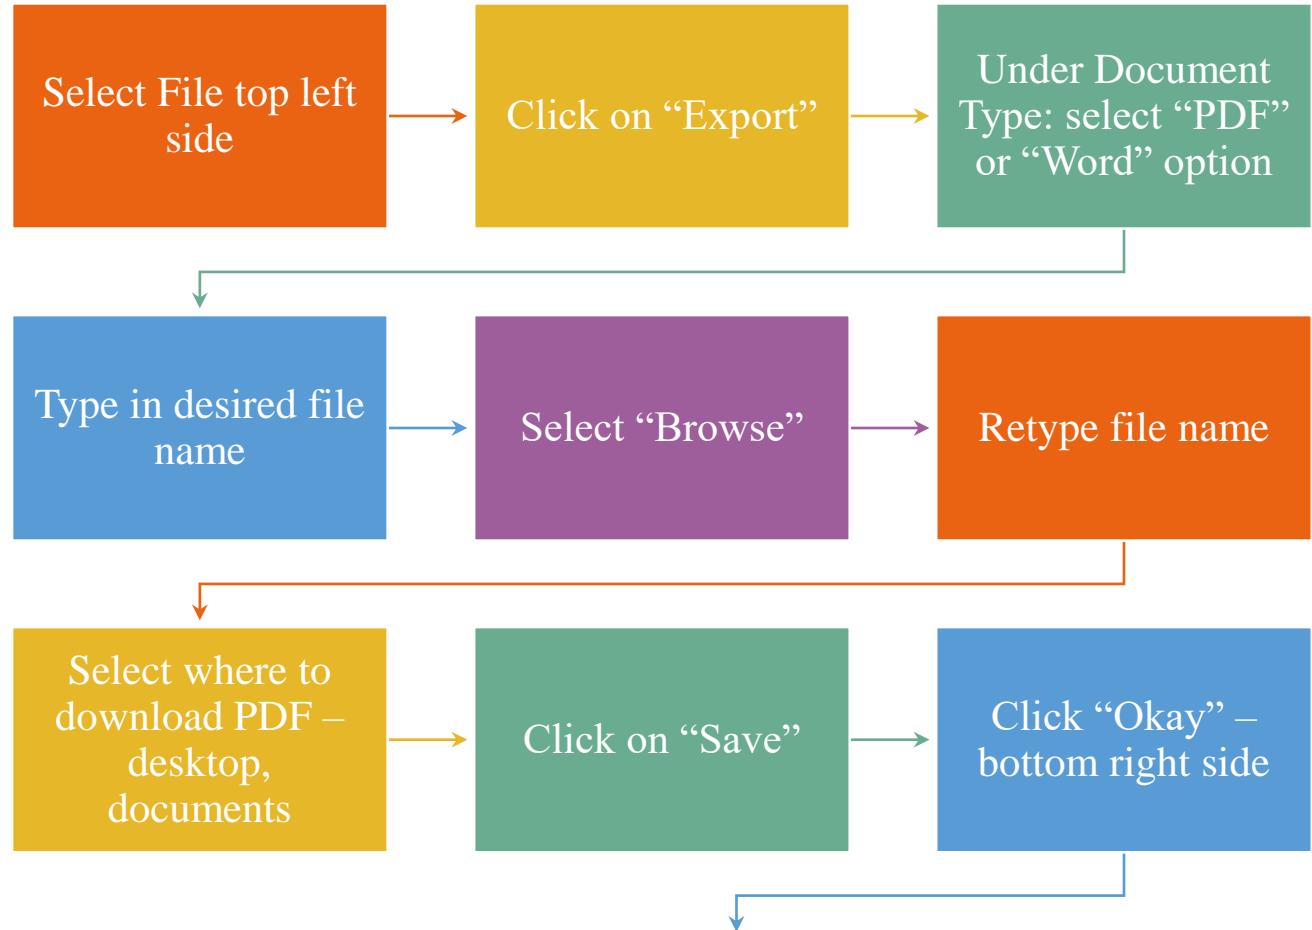 Select File top left
side
Click on “Export”
Under Document
Type: select “PDF”
or “Word” option
Type in desired file
name
Select “Browse”
Retype file name
Select where to
download PDF –
desktop,
documents
Click on “Save”
Click “Okay” –
bottom right side